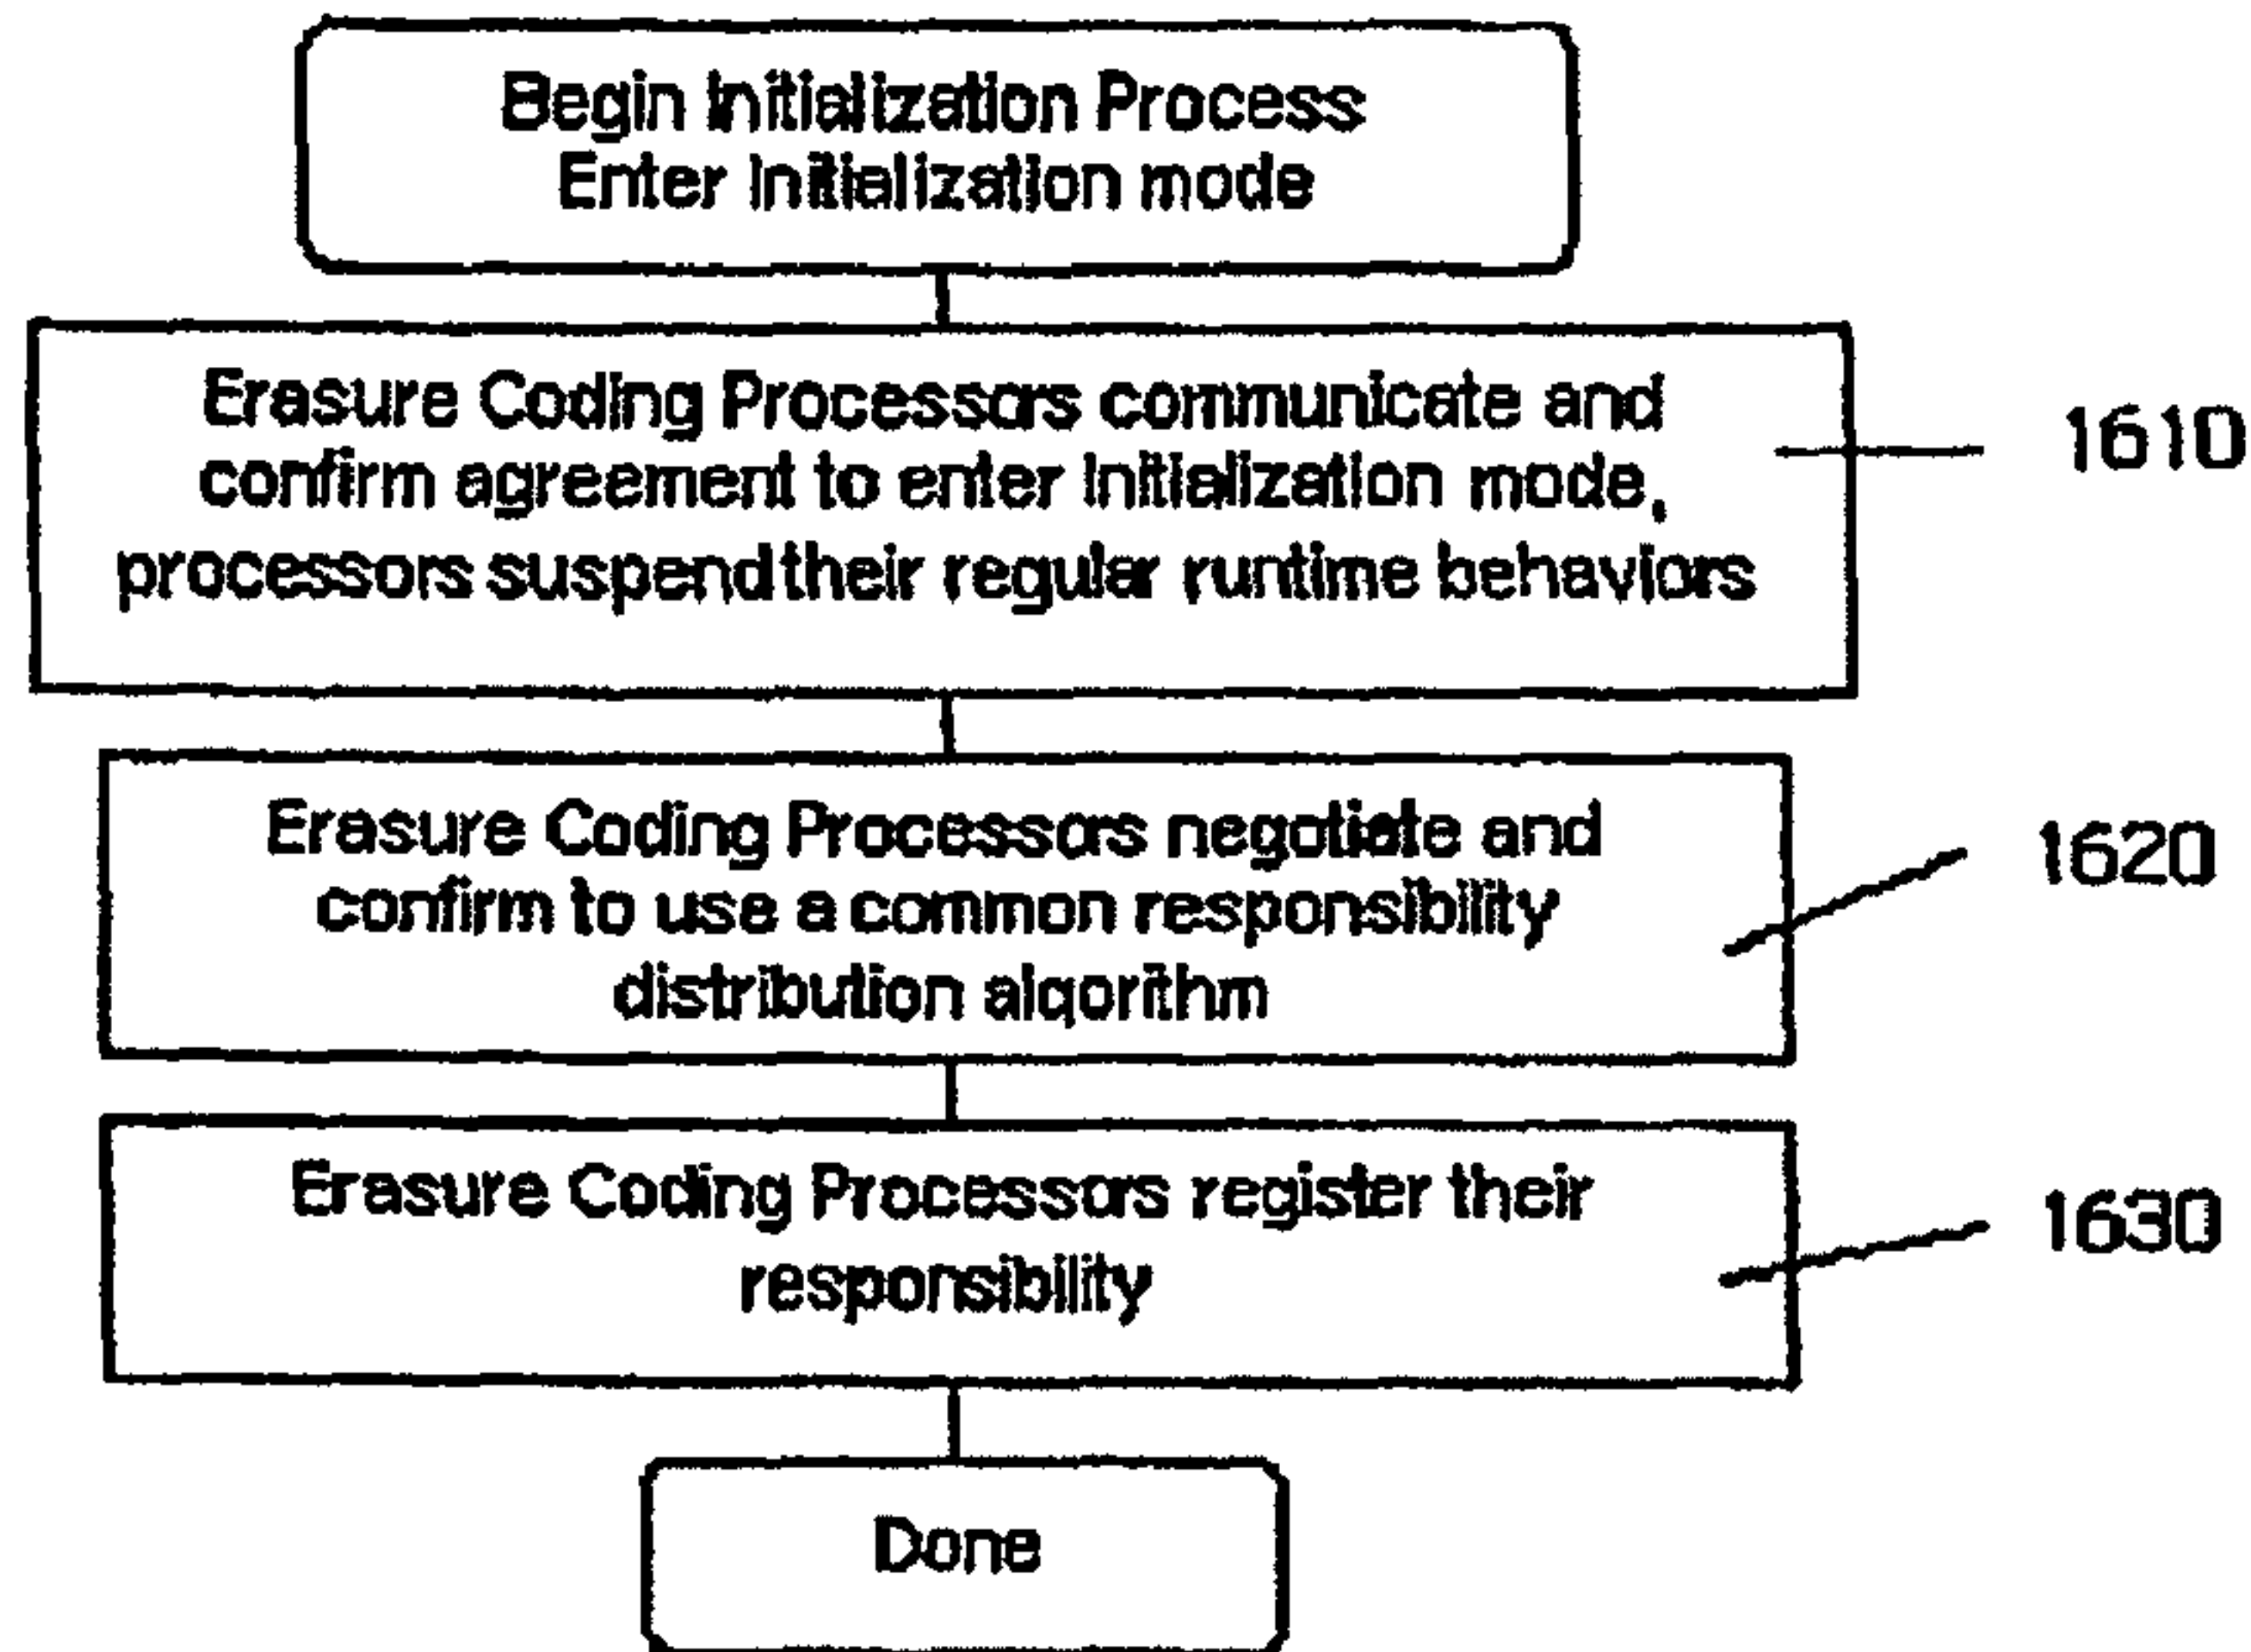 Begin Initialization Process
Enter Initialization mode
Erasure Coding Processors communicate and
confirm agreement to enter Initialization mode,
processors suspend their regular runtime behaviors
1610
Erasure Coding Processors negotiate and
confirm to use a common responsibility
distribution algorithm
1620
Erasure Coding Processors register their
responsibility
1630
Done